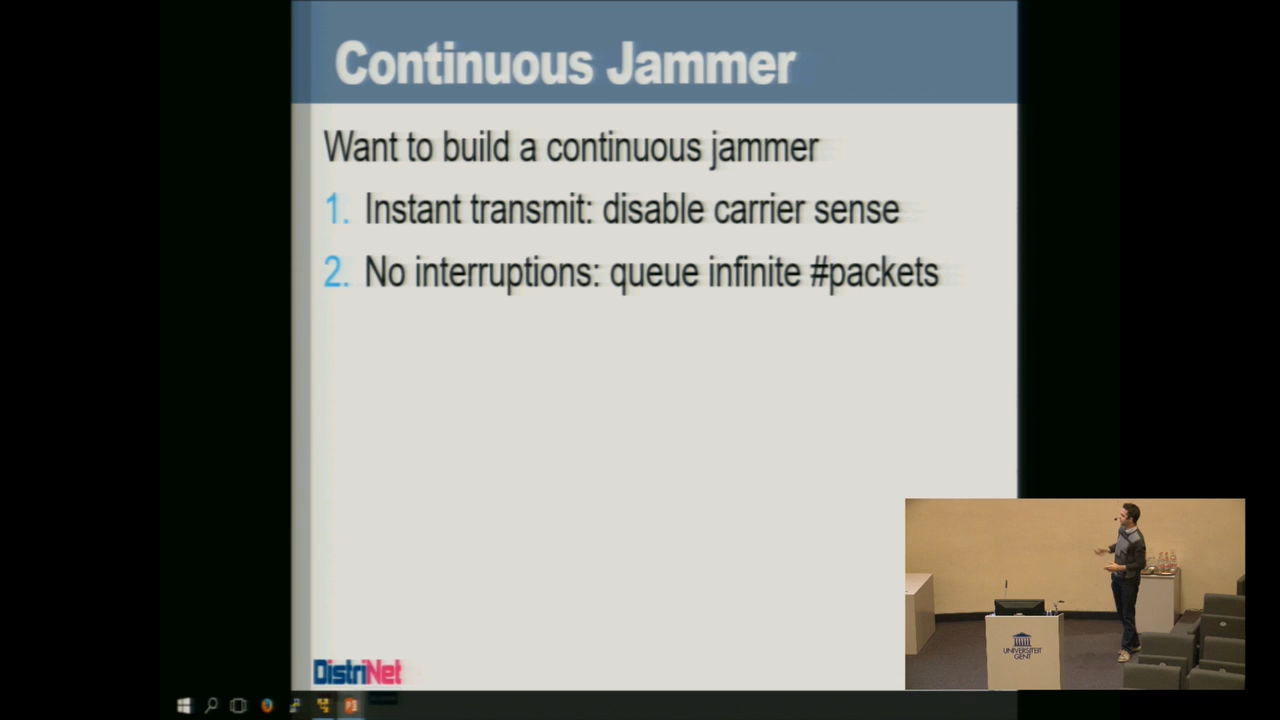 Continuous Jammer
Want to build a continuous jammer
1. Instant transmit: disable carrier sense
2. No interruptions: queue infinite #packets
DistriNet
UNIVERSITEIT
GENT